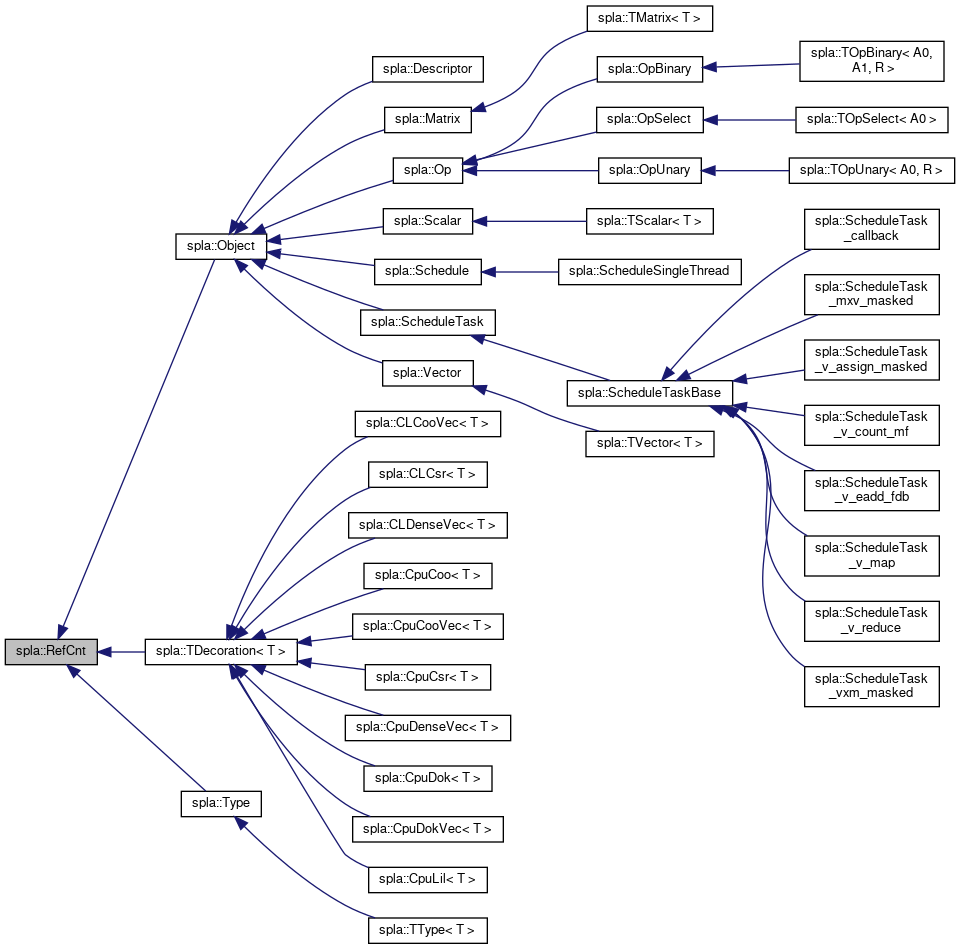 spla::TMatrix< T >
spla::Descriptor
spla::OpBinary
spla::TOpBinary< A0,
A1, R >
spla::Matrix
spla::OpSelect
spla::TOpSelect< A0 >
spla::Op
spla::OpUnary
spla::TOpUnary< A0, R >
spla::Scalar
spla::TScalar< T >
spla::ScheduleTask
_callback
spla::Object
spla::Schedule
spla::ScheduleSingleThread
spla::ScheduleTask
_mxv_masked
spla::ScheduleTask
spla::ScheduleTask
_v_assign_masked
spla::Vector
spla::ScheduleTaskBase
spla::CLCooVec< T >
spla::ScheduleTask
_v_count_mf
spla::TVector< T >
spla::CLCsr< T >
spla::ScheduleTask
_v_eadd_fdb
spla::CLDenseVec< T >
spla::ScheduleTask
_v_map
spla::CpuCoo< T >
spla::CpuCooVec< T >
spla::ScheduleTask
_v_reduce
spla::RefCnt
spla::TDecoration< T >
spla::CpuCsr< T >
spla::ScheduleTask
_vxm_masked
spla::CpuDenseVec< T >
spla::CpuDok< T >
spla::Type
spla::CpuDokVec< T >
spla::CpuLil< T >
spla::TType< T >